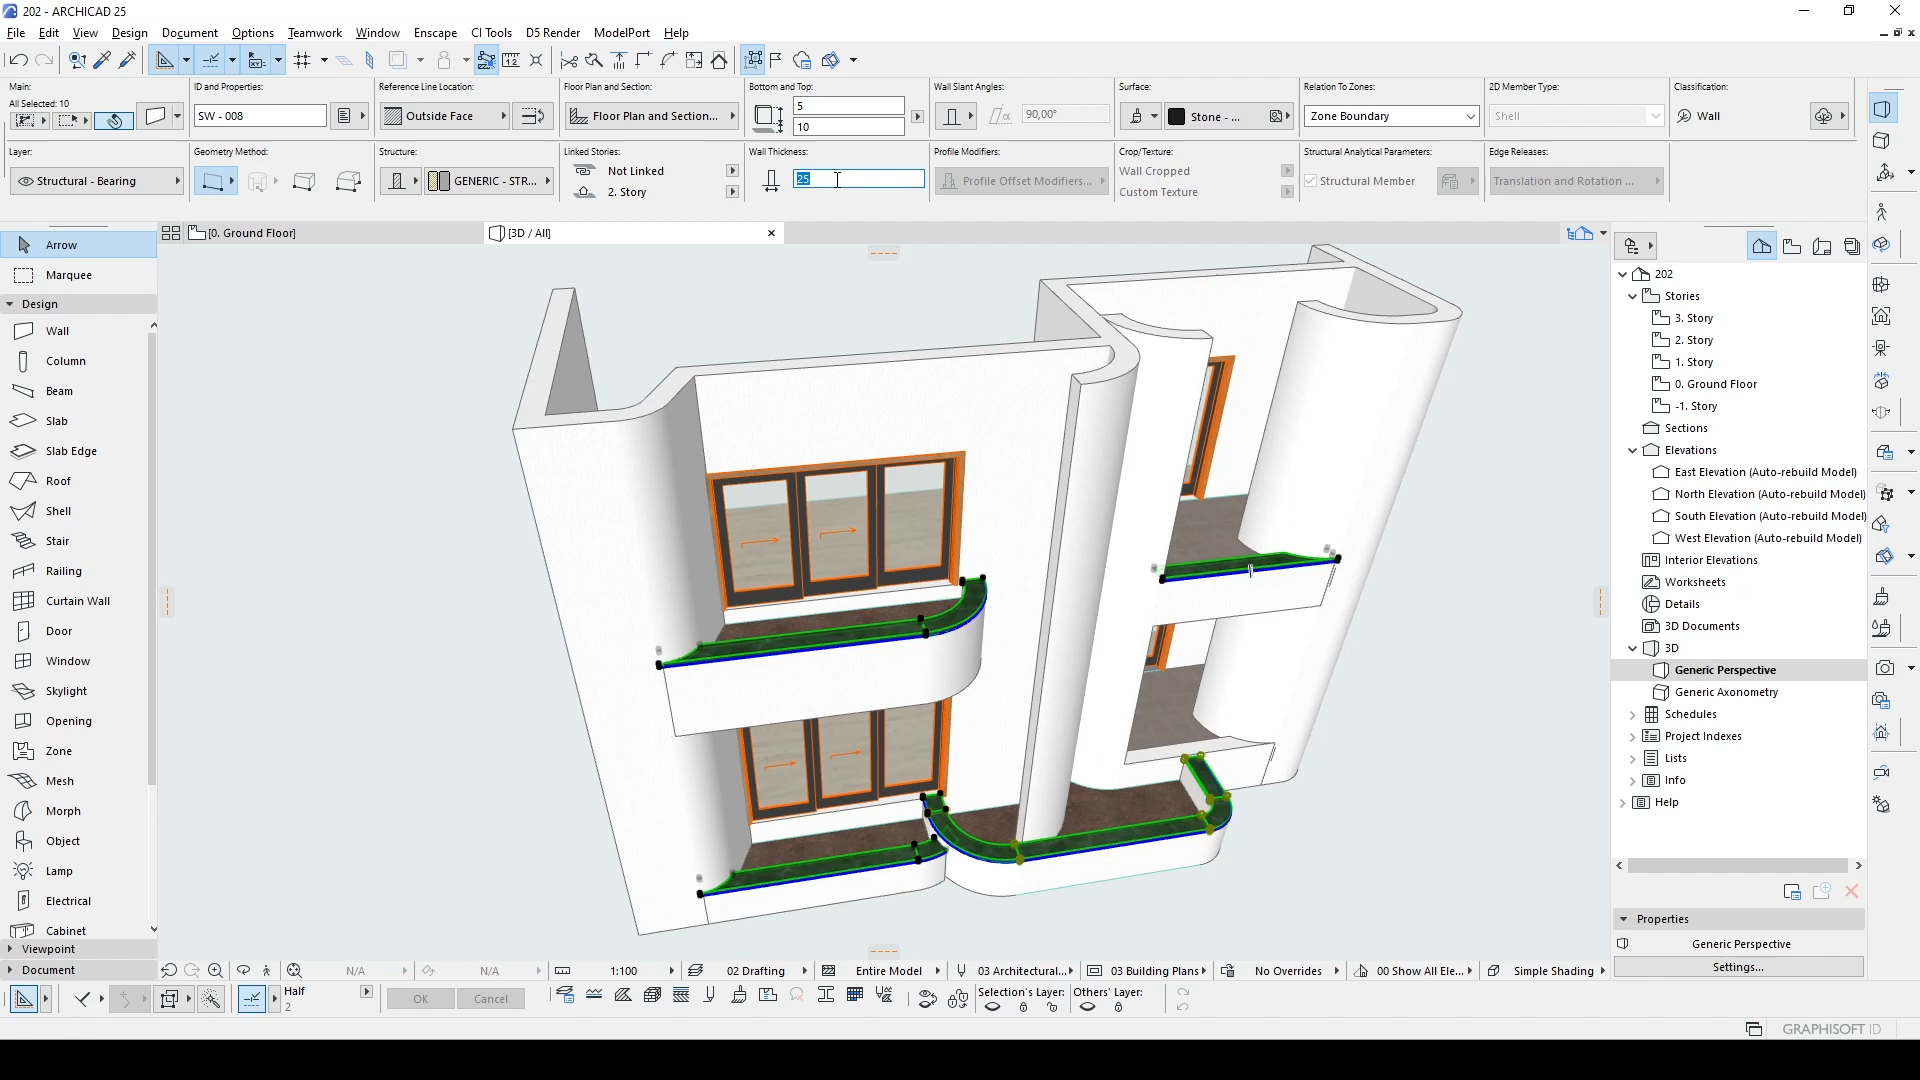 202 - ARCHICAD 25
File Edit View Design Document Options Teamwork Window Enscape CI Tools D5 Render ModelPort Help
Main: ID and Properties: Reference Line Location: Floor Plan and Section: Bottom and Top: Wall Slant Angles: Surface: Relation To Zones: 2D Member Type: Classification:
All Selected: 10
SW - 008 Outside Face Floor Plan and Section... 5 90,00° Stone - ... Zone Boundary Shell Wall
10
Layer: Geometry Method: Structure: Linked Stories: Wall Thickness: Profile Modifiers: Crop/Texture: Structural Analytical Parameters: Edge Releases:
Structural - Bearing GENERIC - STR... Not Linked 25 Profile Offset Modifiers... Wall Cropped Structural Member Translation and Rotation ...
2. Story Custom Texture
[0. Ground Floor] [3D / All]
Arrow
Marquee
Design
Wall
Column
Beam
Slab
Slab Edge
Roof
Shell
Stair
Railing
Curtain Wall
Door
Window
Skylight
Opening
Zone
Mesh
Morph
Object
Lamp
Electrical
Cabinet
Viewpoint
Document
202
Stories
3. Story
2. Story
1. Story
0. Ground Floor
-1. Story
Sections
Elevations
East Elevation (Auto-rebuild Model)
North Elevation (Auto-rebuild Model)
South Elevation (Auto-rebuild Model)
West Elevation (Auto-rebuild Model)
Interior Elevations
Worksheets
Details
3D Documents
3D
Generic Perspective
Generic Axonometry
Schedules
Project Indexes
Lists
Info
Help
Properties
Generic Perspective
Settings...
N/A N/A 1:100 02 Drafting Entire Model 03 Architectural... 03 Building Plans No Overrides 00 Show All Ele... Simple Shading
Half
2
OK Cancel
Selection's Layer: Others' Layer:
GRAPHISOFT ID